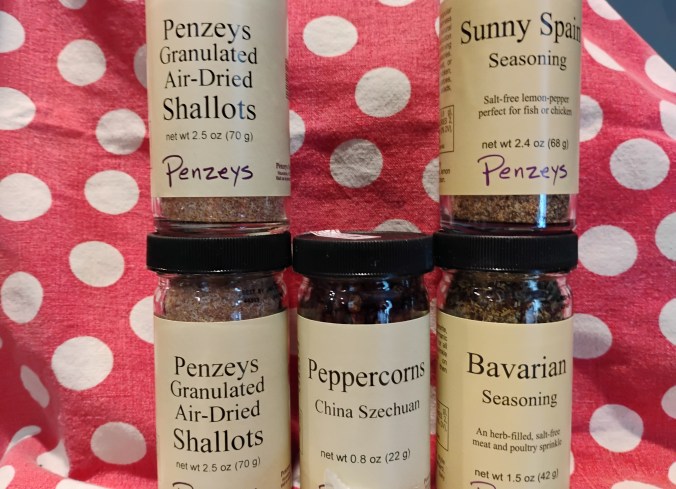 Penzeys
Granulated
Air-Dried
Shallots
net wt 2.5 oz (70 g)
Penzeys
Sunny Spain
Seasoning
Salt-free lemon-pepper
perfect for fish or chicken
net wt 2.4 oz (68 g)
Penzeys
Penzeys
Granulated
Air-Dried
Shallots
net wt 2.5 oz (70 g)
Peppercorns
China Szechuan
net wt 0.8 oz (22 g)
Bavarian
Seasoning
An herb-filled, salt-free
meat and poultry sprinkle
net wt 1.5 oz (42 g)